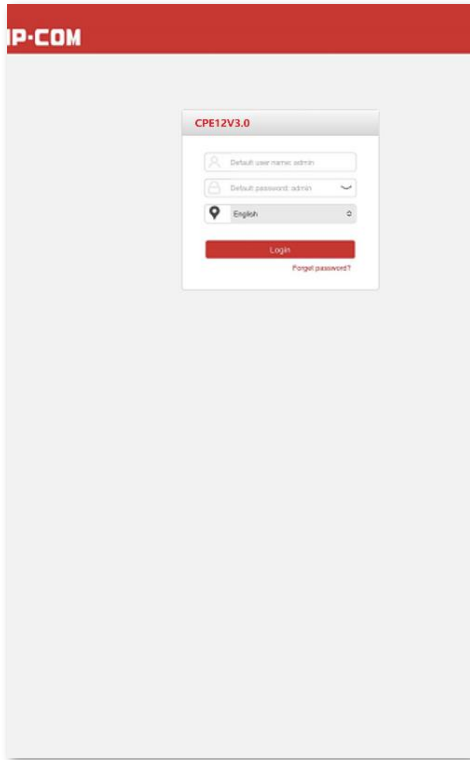 IP-COM
CPE12V3.0
Default user name: admin
Default password: admin
English
Login
Forget password?